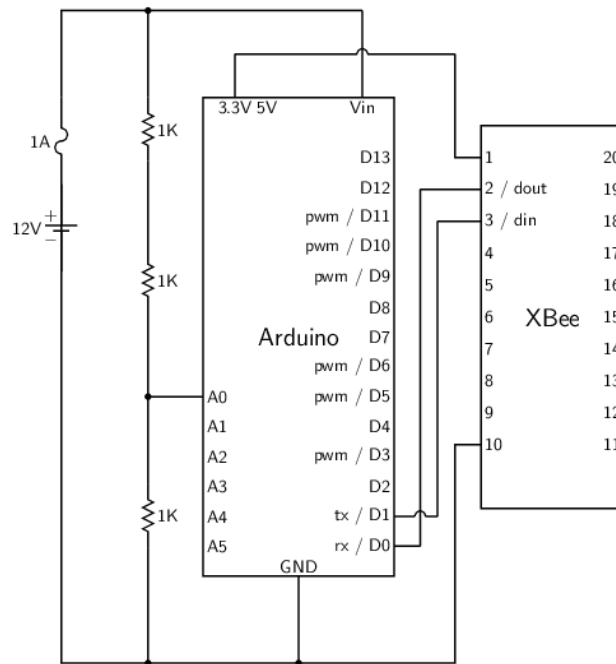 3.3V 5V
Vin
1K
1A
D13
1
20
D12
2 / dout
19
pwm / D11
3 / din
18
12V
+
−
pwm / D10
4
17
1K
pwm / D9
5
16
D8
6
15
XBee
Arduino
D7
7
14
pwm / D6
8
13
A0
pwm / D5
9
12
A1
D4
10
11
A2
pwm / D3
A3
D2
1K
A4
tx / D1
A5
rx / D0
GND